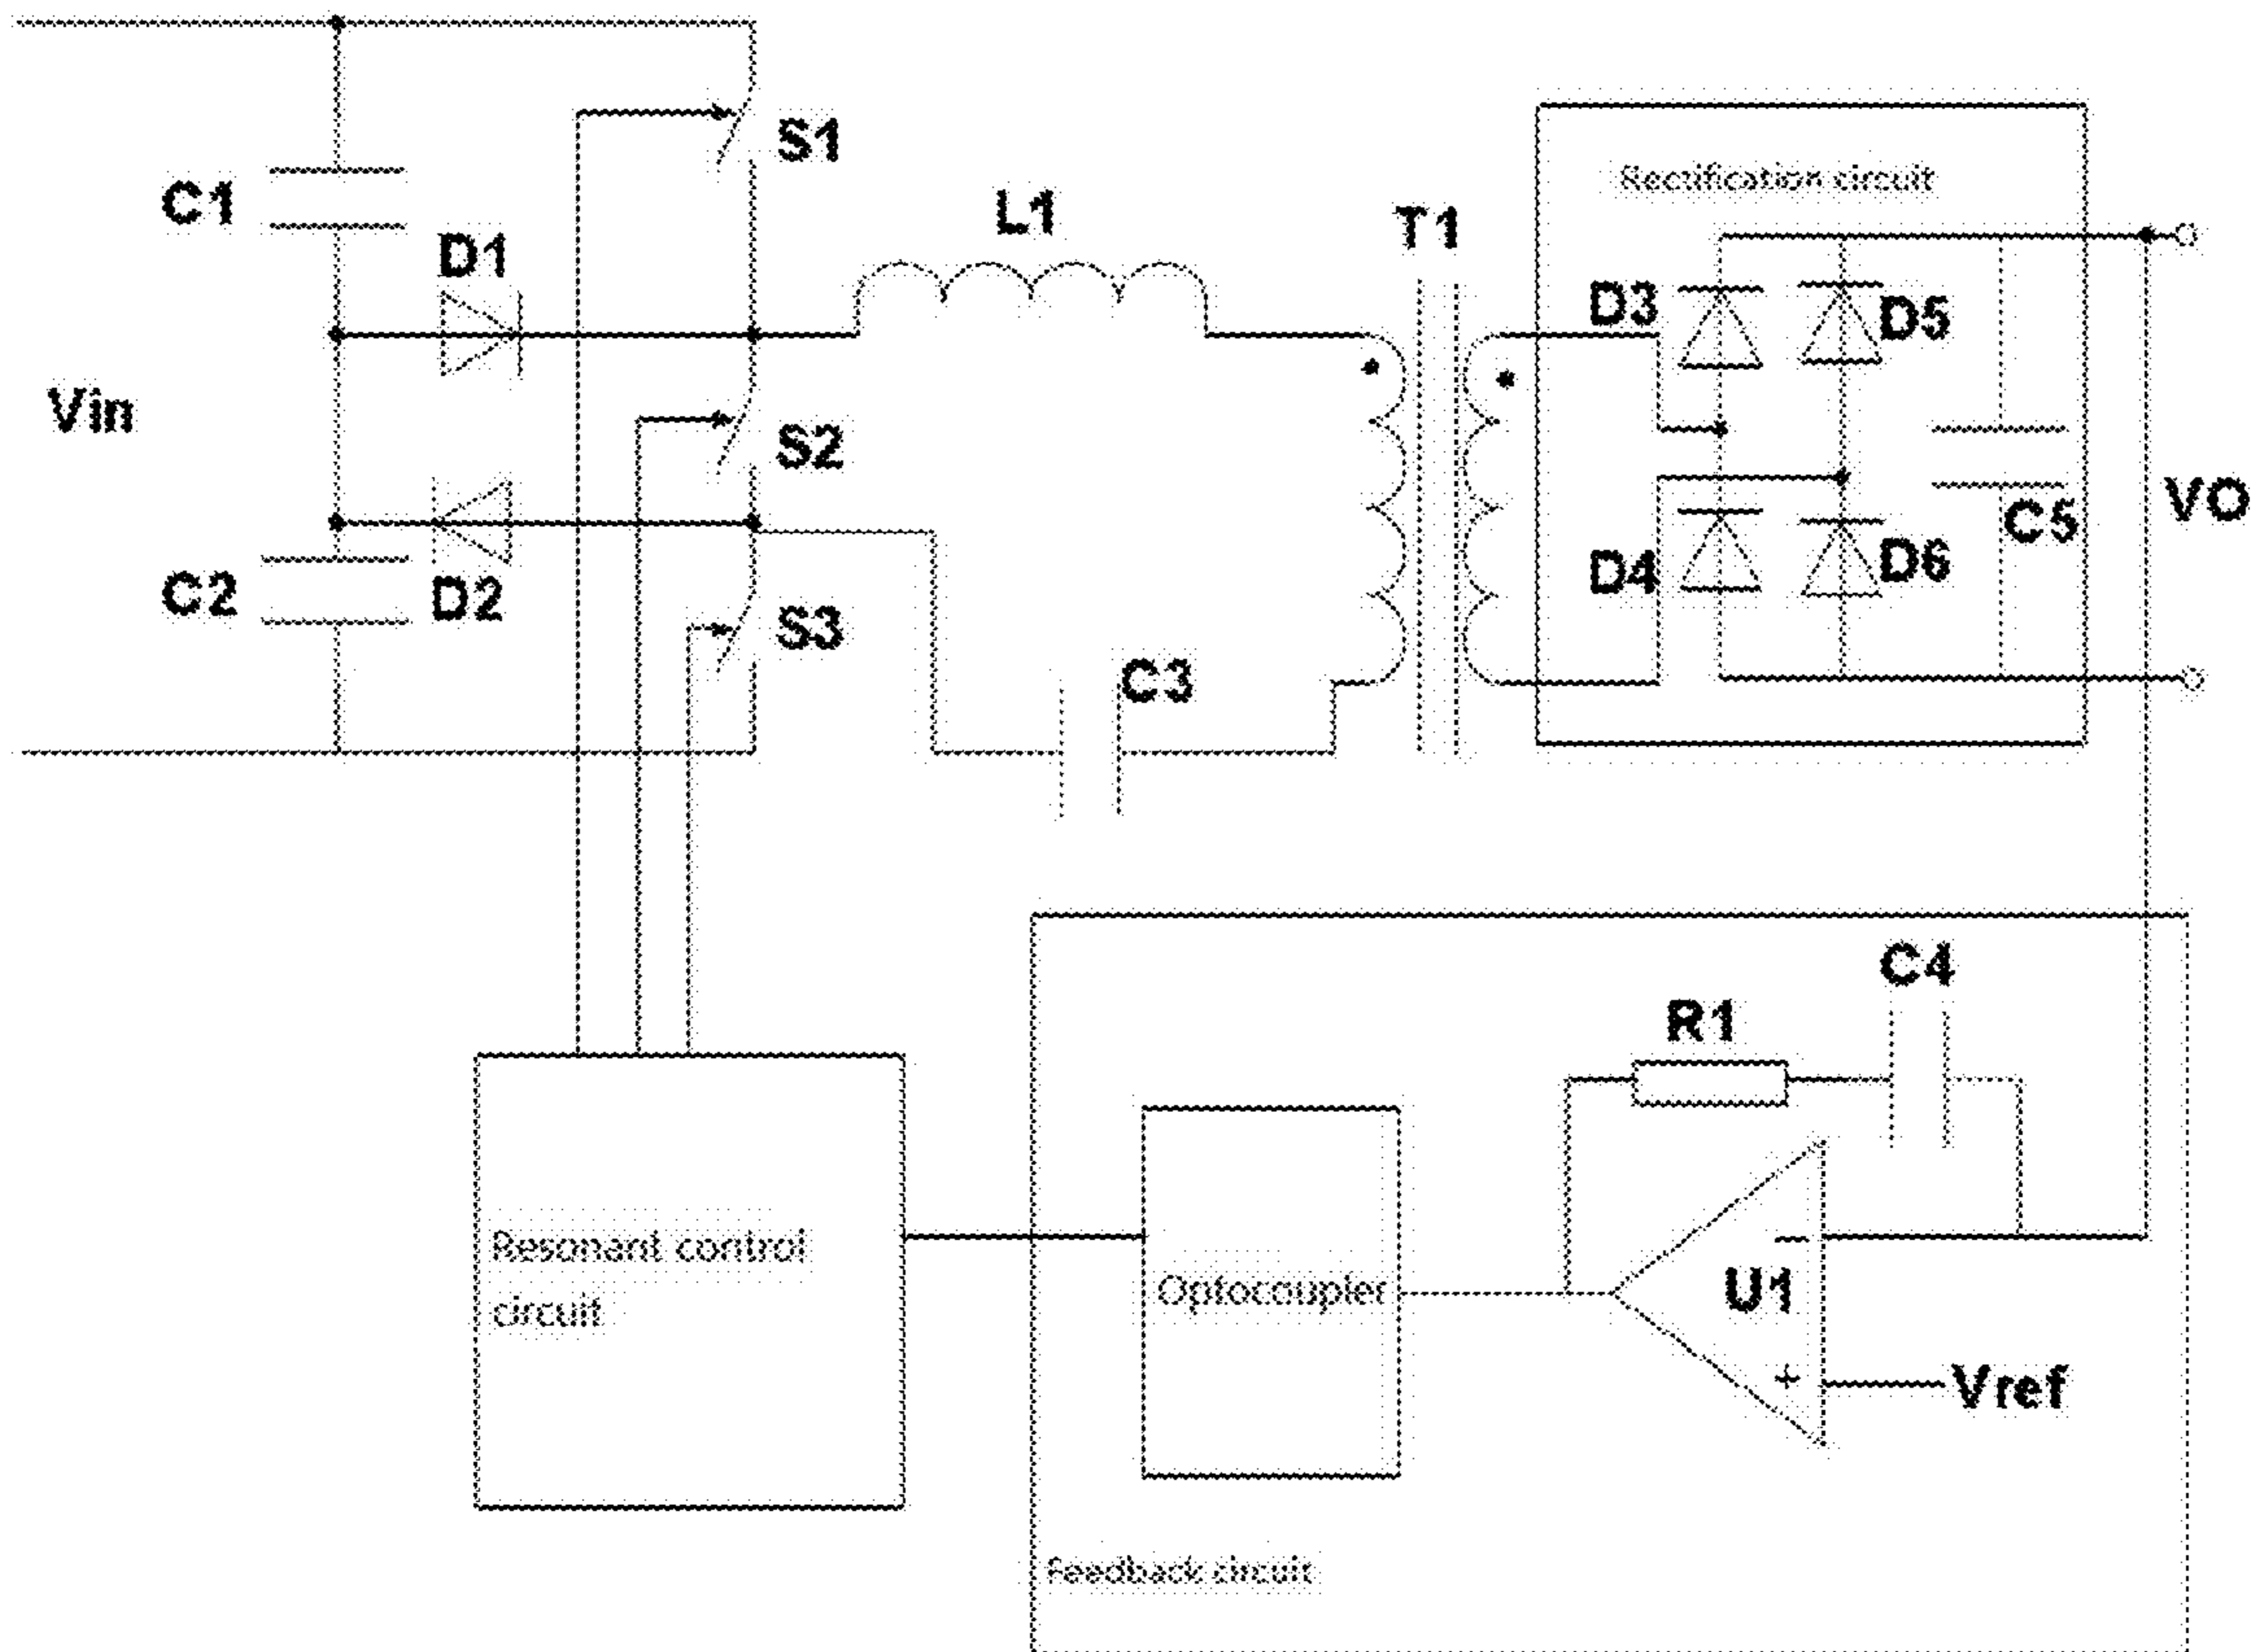 S1
Rectification circuit
C1
L1
T1
D1
D3
D5
Vin
S2
VO
C5
C2
D2
D4
D6
S3
C3
C4
R1
Resonant control
circuit
Optocoupler
−
U1
+
Vref
Feedback circuit